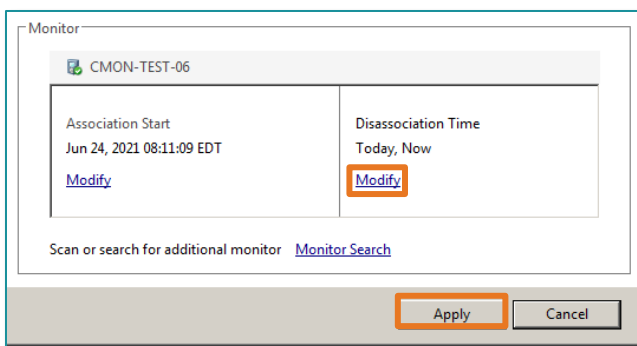 Monitor
CMON-TEST-06
Association Start
Jun 24, 2021 08:11:09 EDT
Modify
Disassociation Time
Today, Now
Modify
Scan or search for additional monitor Monitor Search
Apply Cancel